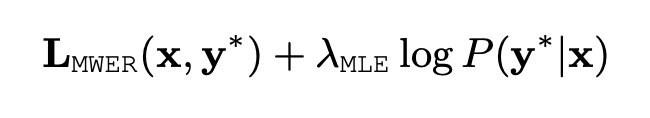 L_MWER(x, y*) + λ_MLE log P(y*|x)